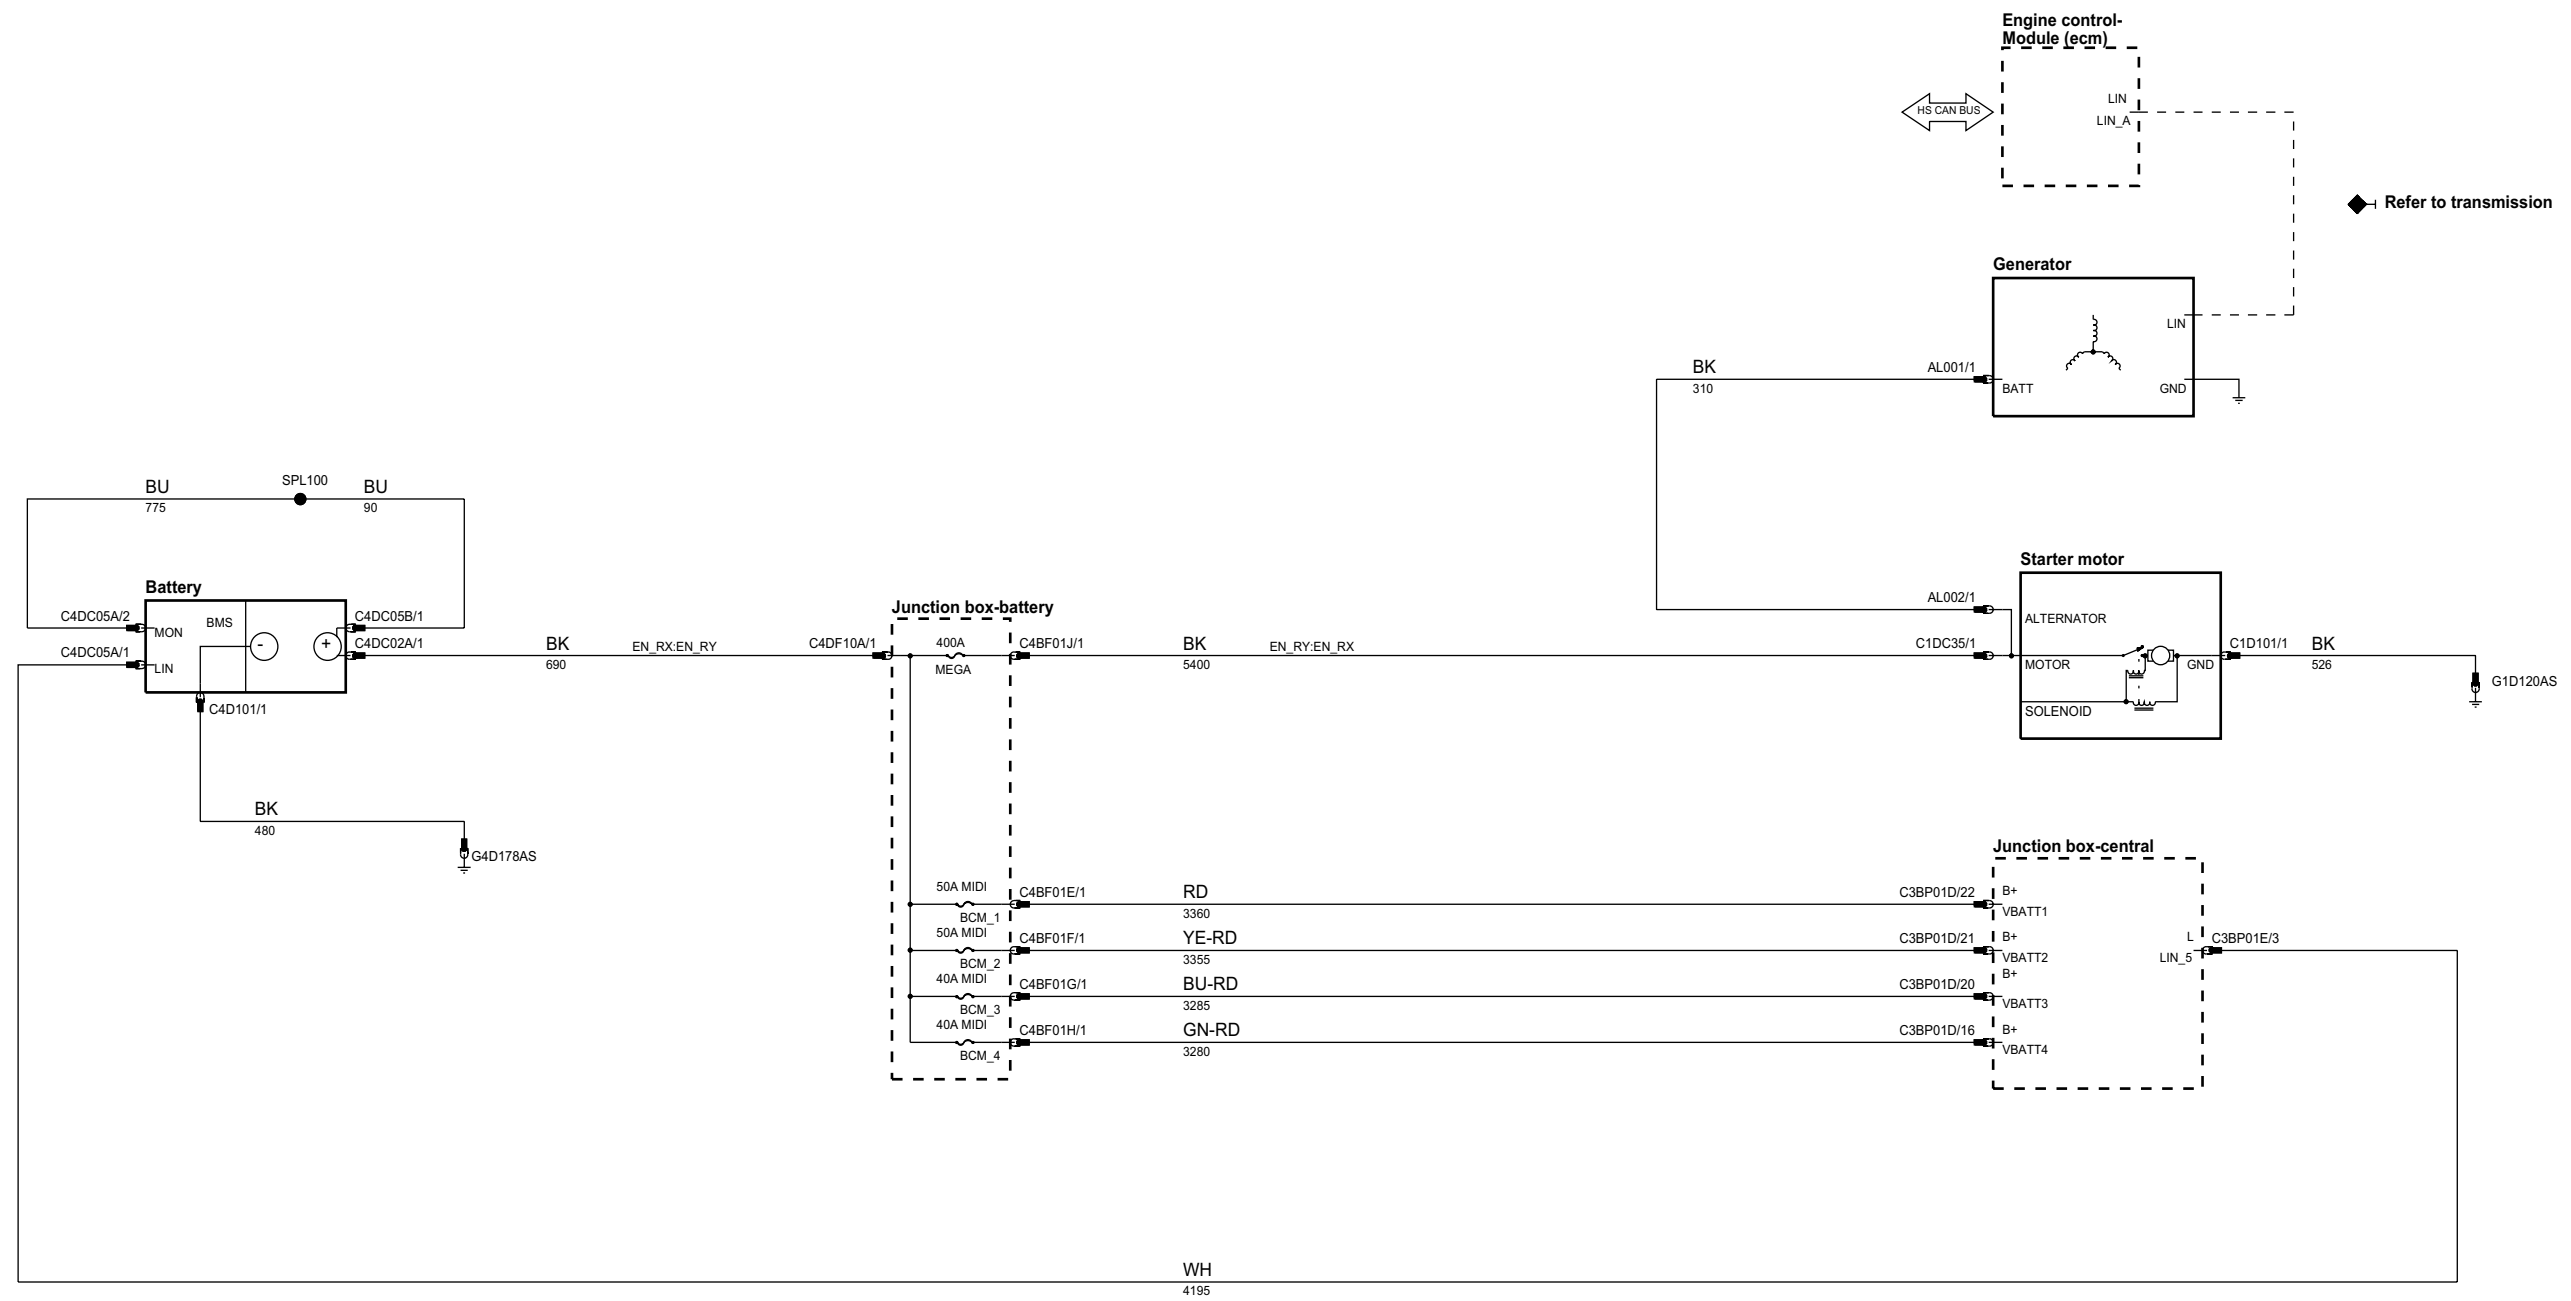 Engine control-
Module (ecm)
HS CAN BUS
LIN
LIN_A
Refer to transmission
Generator
LIN
BK
310
AL001/1
BATT
GND
SPL100
BU
775
BU
90
Starter motor
Battery
C4DC05A/2
MON
BMS
-
+
C4DC05B/1
C4DC05A/1
LIN
C4DC02A/1
C4D101/1
BK
690
EN_RX:EN_RY
C4DF10A/1
Junction box-battery
400A
MEGA
C4BF01J/1
BK
5400
EN_RY:EN_RX
AL002/1
C1DC35/1
ALTERNATOR
MOTOR
GND
SOLENOID
C1D101/1
BK
526
G1D120AS
BK
480
G4D178AS
Junction box-central
50A MIDI
BCM_1
C4BF01E/1
RD
3360
C3BP01D/22
B+
VBATT1
50A MIDI
BCM_2
C4BF01F/1
YE-RD
3355
C3BP01D/21
B+
VBATT2
L
LIN_5
C3BP01E/3
40A MIDI
BCM_3
C4BF01G/1
BU-RD
3285
C3BP01D/20
B+
VBATT3
40A MIDI
BCM_4
C4BF01H/1
GN-RD
3280
C3BP01D/16
B+
VBATT4
WH
4195